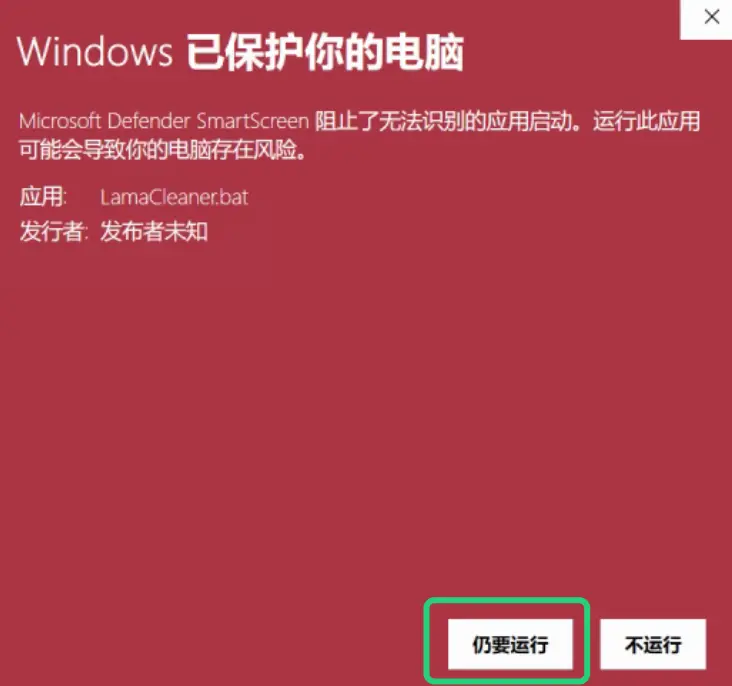 Windows 已保护你的电脑
Microsoft Defender SmartScreen 阻止了无法识别的应用启动。运行此应用
可能会导致你的电脑存在风险。
应用: LamaCleaner.bat
发行者: 发布者未知
仍要运行 不运行